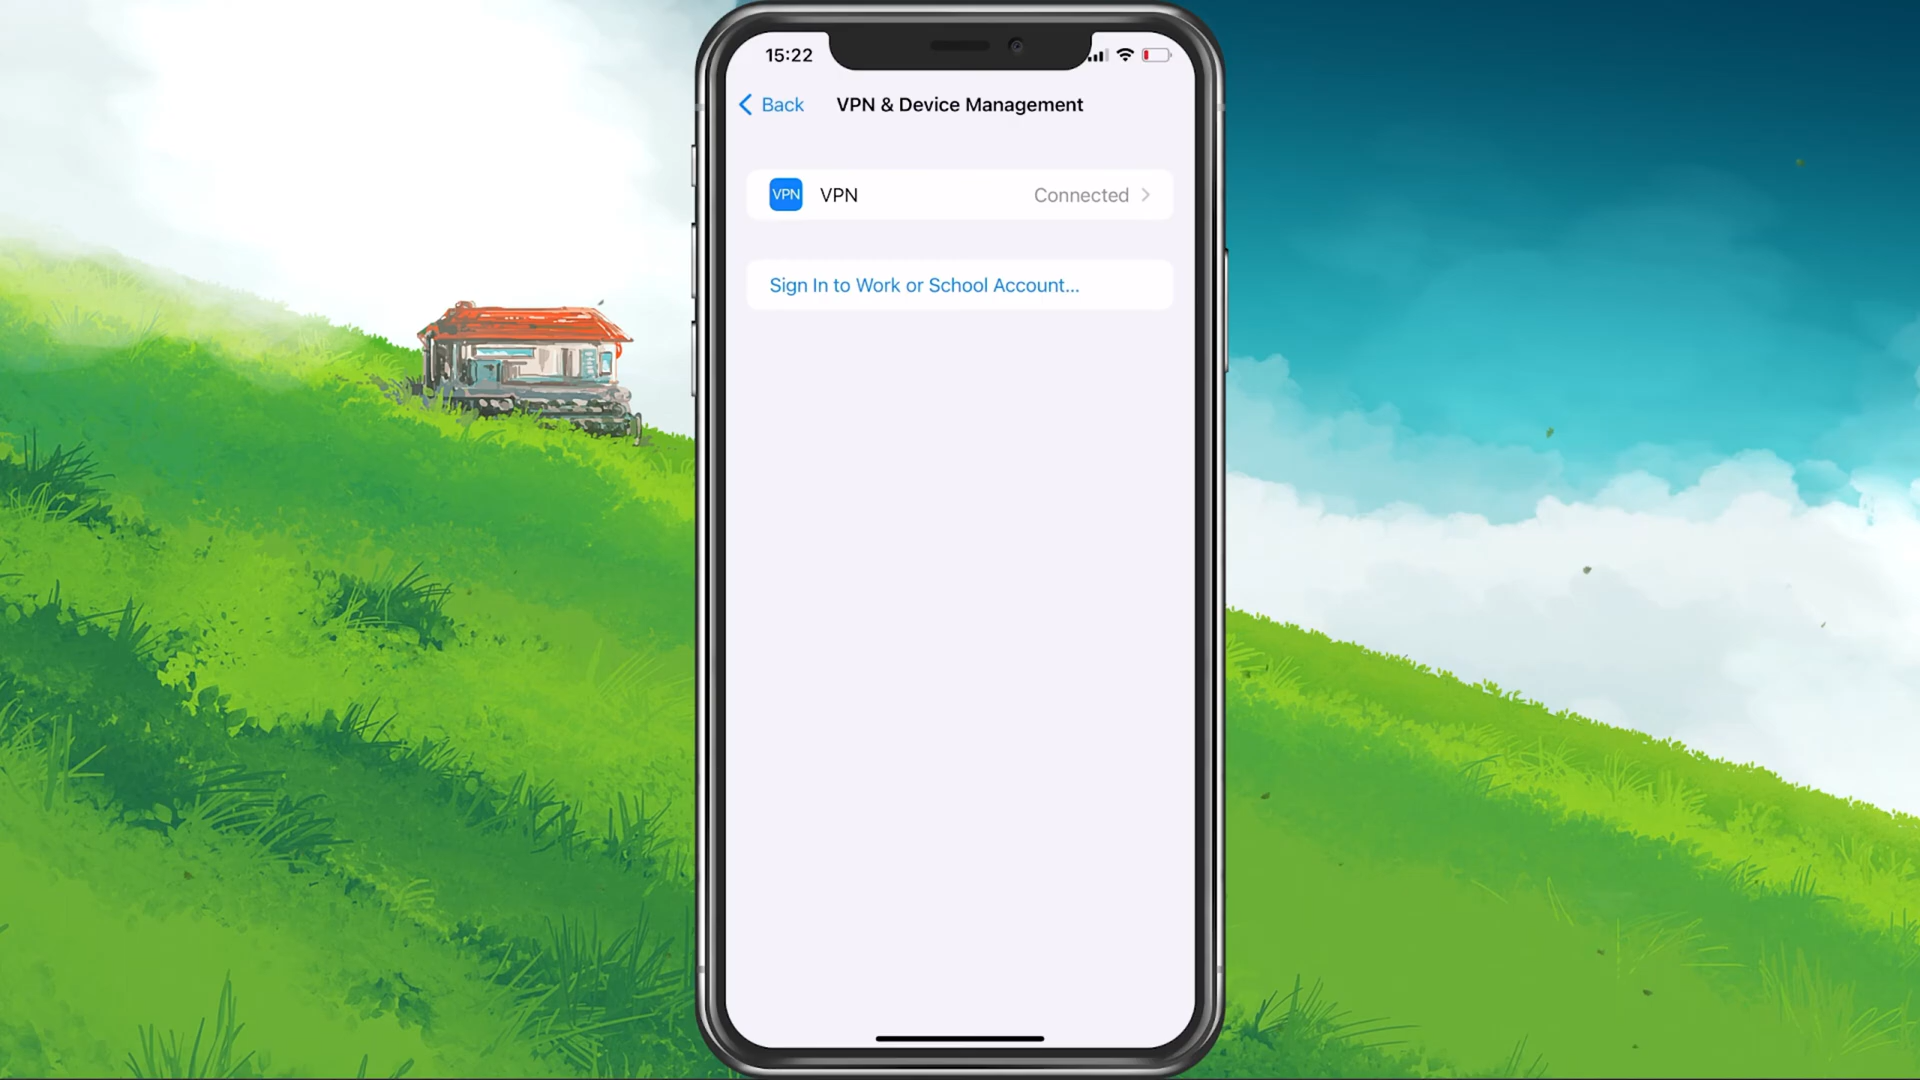 15:22
Back
VPN & Device Management
VPN VPN Connected
Sign In to Work or School Account...